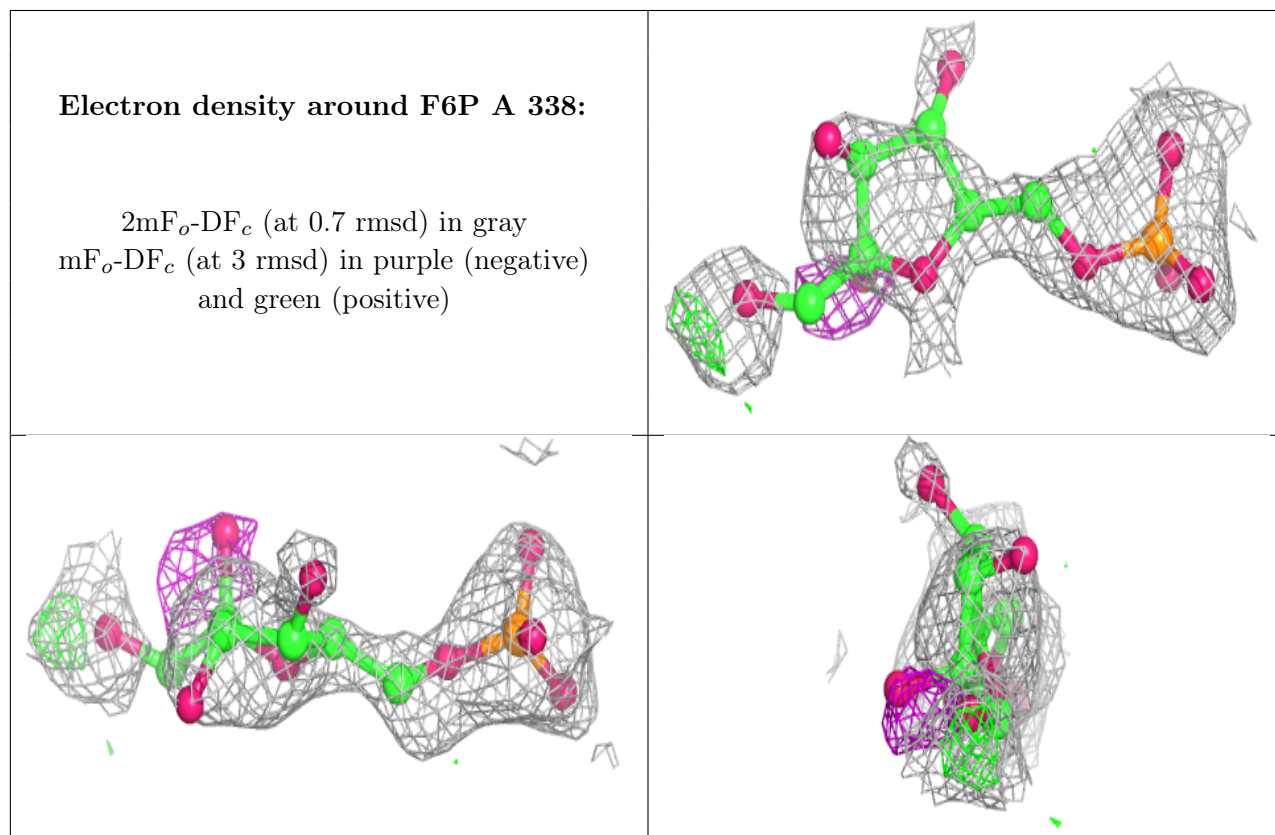 Electron density around F6P A 338:
2mFo-DFc (at 0.7 rmsd) in gray
mFo-DFc (at 3 rmsd) in purple (negative)
and green (positive)